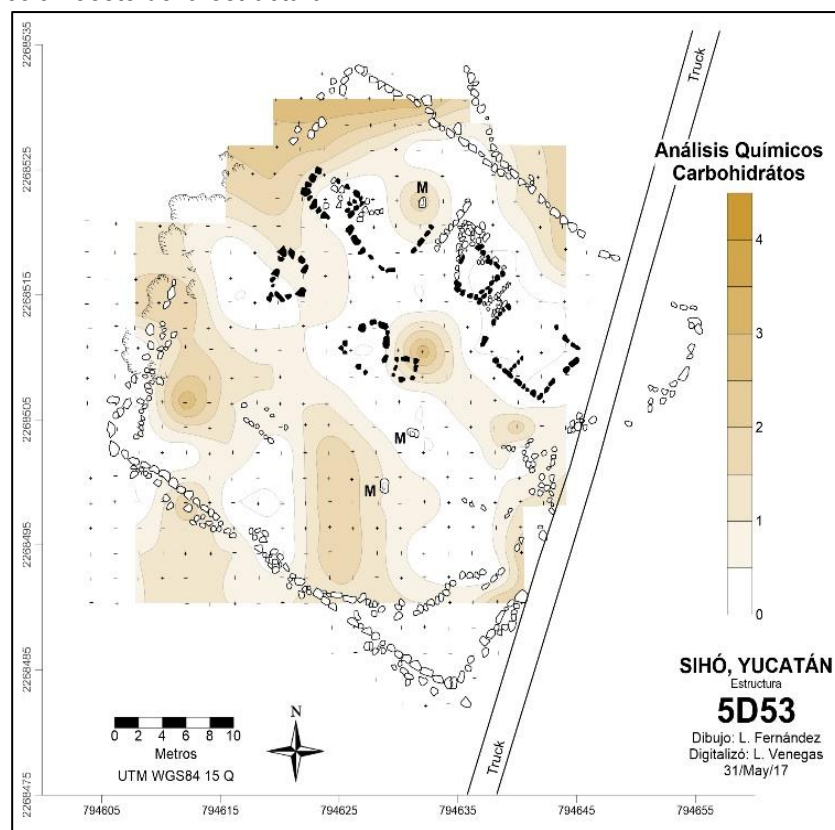 2268535
2268525
2268515
2268505
2268495
2268485
2268475
Truck
Análisis Químicos
Carbohidrátos
4
3
2
1
0
M
M
M
SIHÓ, YUCATÁN
Estructura
5D53
Dibujo: L. Fernández
Digitalizó: L. Venegas
31/May/17
N
0 2 4 6 8 10
Metros
UTM WGS84 15 Q
Truck
794605 794615 794625 794635 794645 794655